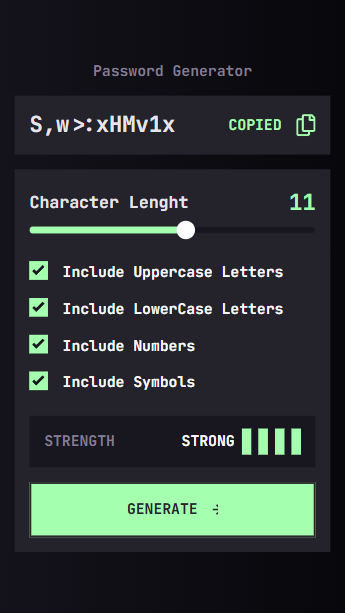 Password Generator
S,w>:xHMv1x COPIED
Character Lenght 11
Include Uppercase Letters
Include LowerCase Letters
Include Numbers
Include Symbols
STRENGTH STRONG
GENERATE →